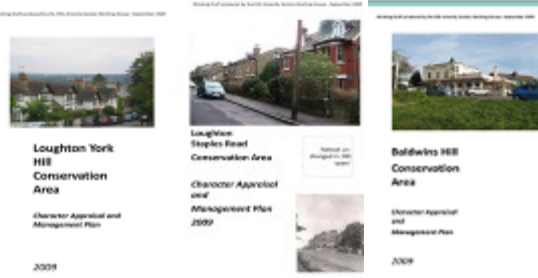 Loughton York
Hill
Conservation
Area
Character Appraisal and
Management Plan
2009
Loughton
Staples Road
Conservation Area
Character Appraisal
and
Management Plan
2009
Baldwins Hill
Conservation
Area
Character Appraisal
and
Management Plan
2009